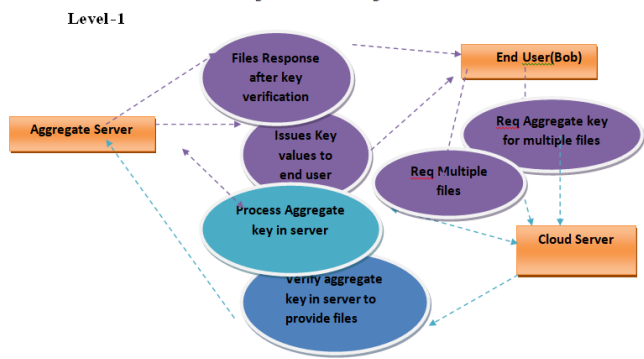 Level-1
Files Response
after key
verification
End User(Bob)
Aggregate Server
Issues Key
values to
end user
Req Aggregate key
for multiple files
Req Multiple
files
Process Aggregate
key in server
Cloud Server
Verify aggregate
key in server to
provide files